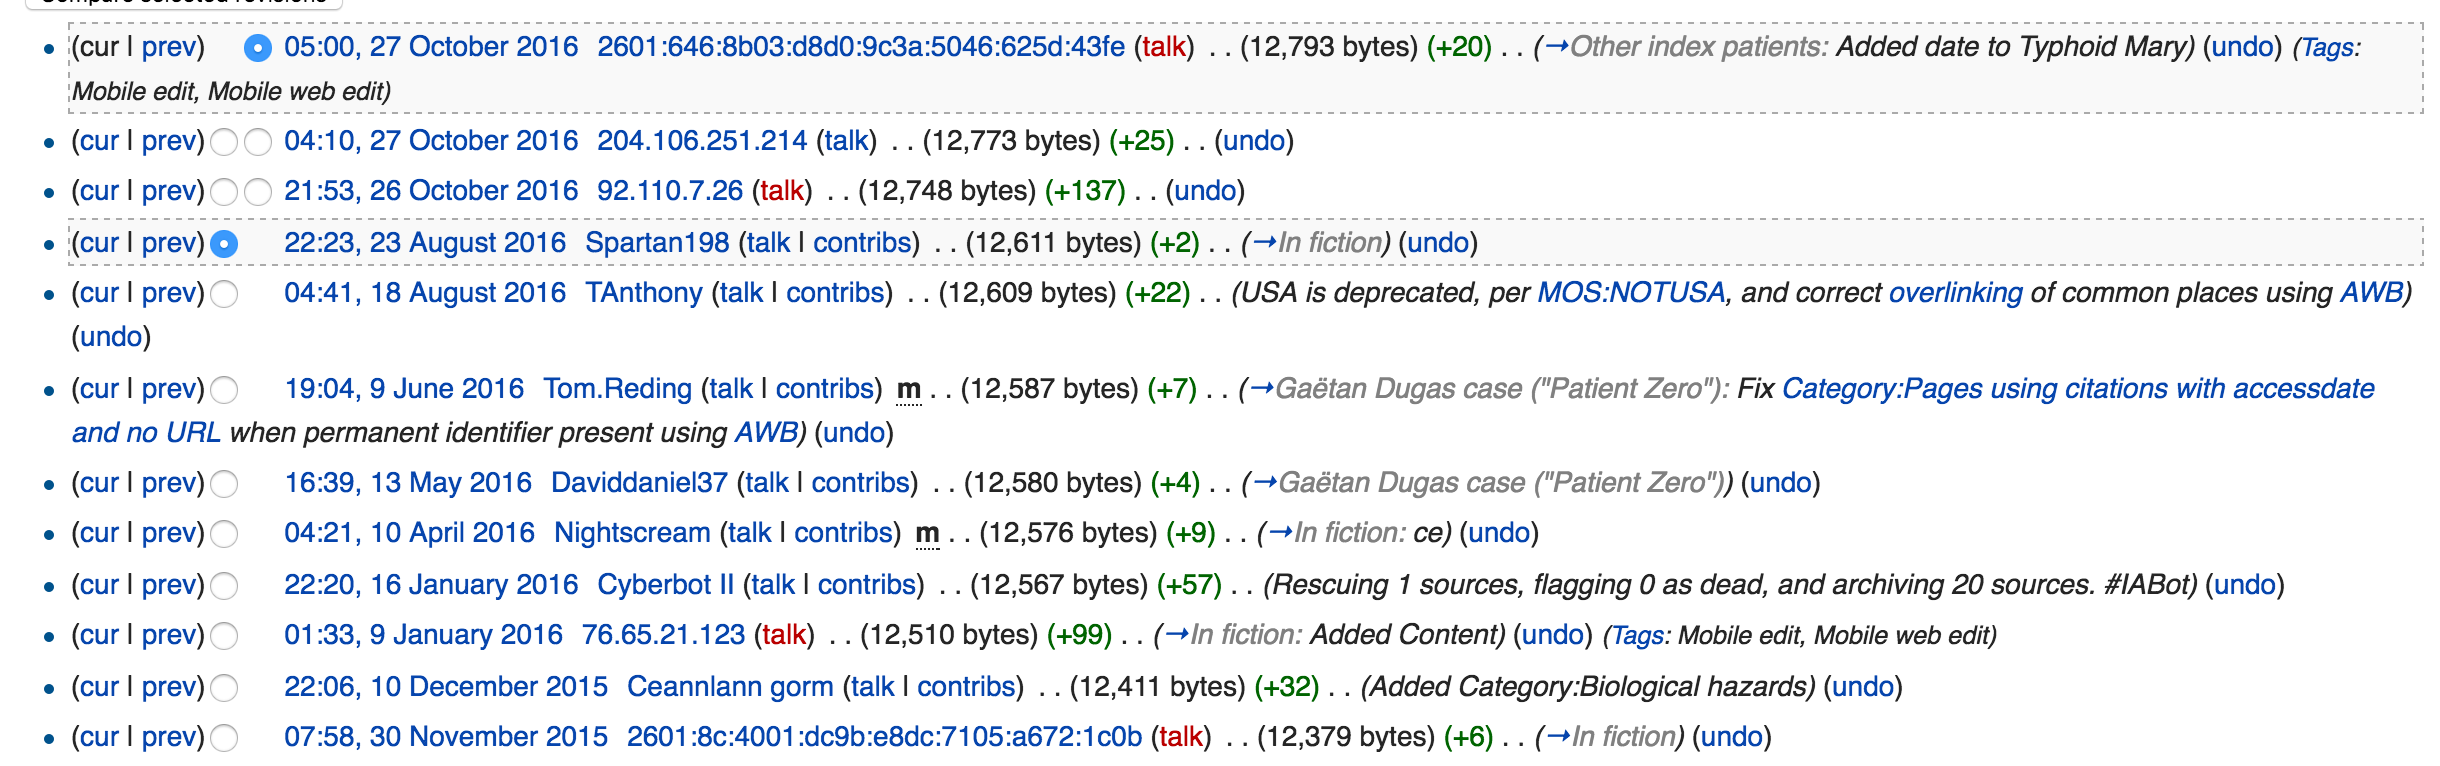 Compare selected revisions
(cur | prev) 05:00, 27 October 2016 2601:646:8b03:d8d0:9c3a:5046:625d:43fe (talk) . . (12,793 bytes) (+20) . . (→Other index patients: Added date to Typhoid Mary) (undo) (Tags:
Mobile edit, Mobile web edit)
(cur | prev) 04:10, 27 October 2016 204.106.251.214 (talk) . . (12,773 bytes) (+25) . . (undo)
(cur | prev) 21:53, 26 October 2016 92.110.7.26 (talk) . . (12,748 bytes) (+137) . . (undo)
(cur | prev) 22:23, 23 August 2016 Spartan198 (talk | contribs) . . (12,611 bytes) (+2) . . (→In fiction) (undo)
(cur | prev) 04:41, 18 August 2016 TAnthony (talk | contribs) . . (12,609 bytes) (+22) . . (USA is deprecated, per MOS:NOTUSA, and correct overlinking of common places using AWB)
(undo)
(cur | prev) 19:04, 9 June 2016 Tom.Reding (talk | contribs) m . . (12,587 bytes) (+7) . . (→Gaëtan Dugas case ("Patient Zero"): Fix Category:Pages using citations with accessdate
and no URL when permanent identifier present using AWB) (undo)
(cur | prev) 16:39, 13 May 2016 Daviddaniel37 (talk | contribs) . . (12,580 bytes) (+4) . . (→Gaëtan Dugas case ("Patient Zero")) (undo)
(cur | prev) 04:21, 10 April 2016 Nightscream (talk | contribs) m . . (12,576 bytes) (+9) . . (→In fiction: ce) (undo)
(cur | prev) 22:20, 16 January 2016 Cyberbot II (talk | contribs) . . (12,567 bytes) (+57) . . (Rescuing 1 sources, flagging 0 as dead, and archiving 20 sources. #IABot) (undo)
(cur | prev) 01:33, 9 January 2016 76.65.21.123 (talk) . . (12,510 bytes) (+99) . . (→In fiction: Added Content) (undo) (Tags: Mobile edit, Mobile web edit)
(cur | prev) 22:06, 10 December 2015 Ceannlann gorm (talk | contribs) . . (12,411 bytes) (+32) . . (Added Category:Biological hazards) (undo)
(cur | prev) 07:58, 30 November 2015 2601:8c:4001:dc9b:e8dc:7105:a672:1c0b (talk) . . (12,379 bytes) (+6) . . (→In fiction) (undo)